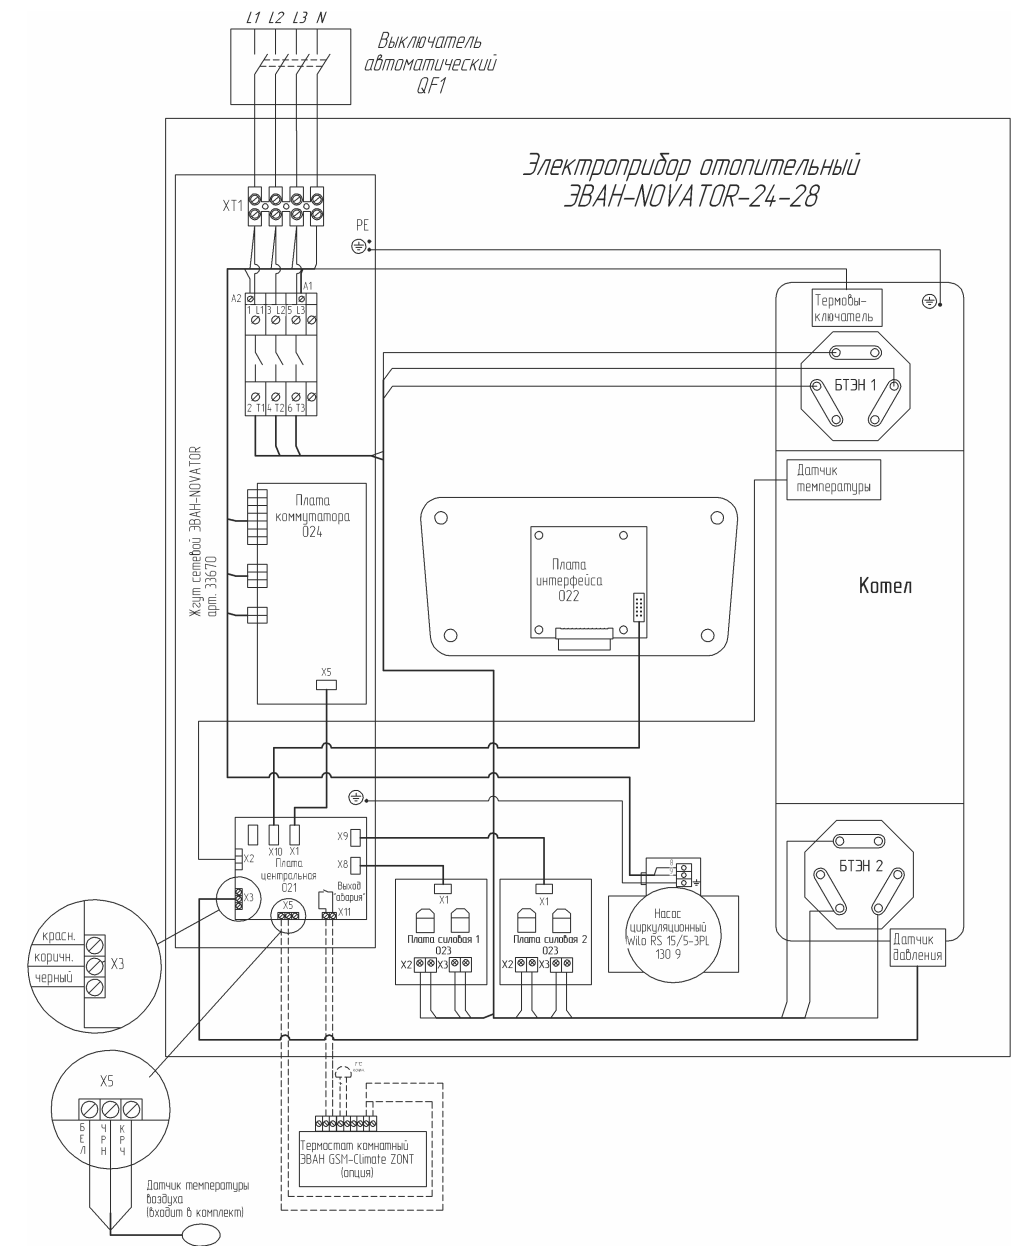 L1 L2 L3 N
Выключатель
автоматический
QF1
Электроприбор отопительный
ЭВАН-NOVATOR-24-28
XT1
PE
A2
A1
1 L1 3 L2 5 L3
2 T1 4 T2 6 T3
Термовы-
ключатель
БТЭН 1
Датчик
температуры
Котел
Жгут сетевой ЭВАН-NOVATOR
арт. 33670
Плата
коммутатора
024
X5
Плата
интерфейса
022
X10
X1
X9
X8
X2
Плата
центральная
021
X3
X5
Выход
"авария"
X11
X1
Плата силовая 1
023
X2
X3
X1
Плата силовая 2
023
X2
X3
Насос
циркуляционный
Wilo RS 15/5-3PL
130 9
БТЭН 2
Датчик
давления
красн.
коричн.
черный
X3
X5
БЕЛ
ЧРН
КРЧ
Датчик температуры
воздуха
(входит в комплект)
Термостат комнатный
ЭВАН GSM-Climate ZONT
(опция)